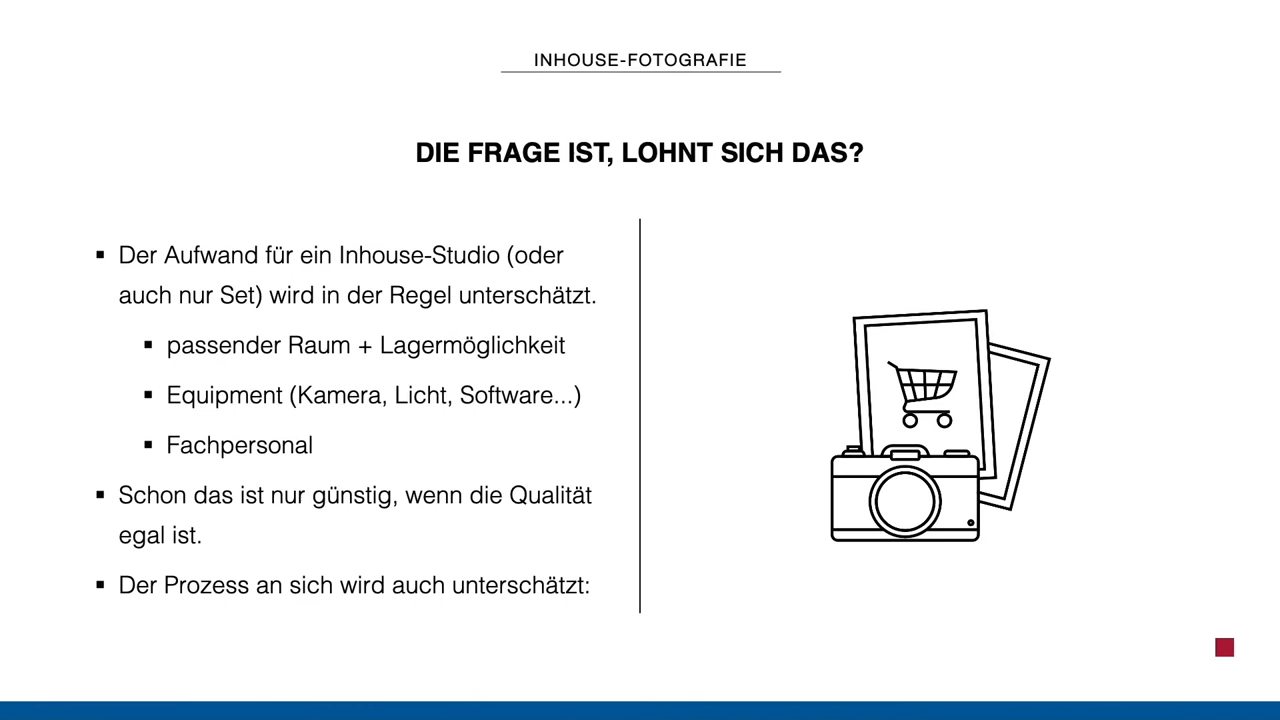 INHOUSE-FOTOGRAFIE
DIE FRAGE IST, LOHNT SICH DAS?
▪ Der Aufwand für ein Inhouse-Studio (oder
auch nur Set) wird in der Regel unterschätzt.
▪ passender Raum + Lagermöglichkeit
▪ Equipment (Kamera, Licht, Software...)
▪ Fachpersonal
▪ Schon das ist nur günstig, wenn die Qualität
egal ist.
▪ Der Prozess an sich wird auch unterschätzt: